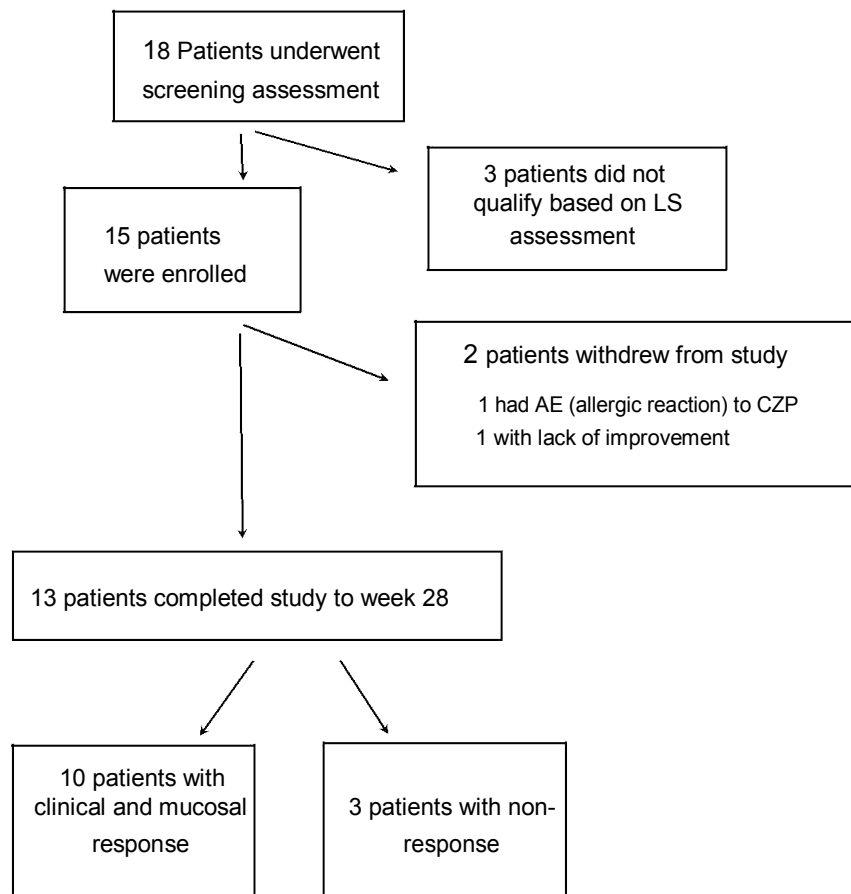 18 Patients underwent
screening assessment
3 patients did not
qualify based on LS
assessment
15 patients
were enrolled
2 patients withdrew from study
1 had AE (allergic reaction) to CZP
1 with lack of improvement
13 patients completed study to week 28
10 patients with
clinical and mucosal
response
3 patients with non-
response